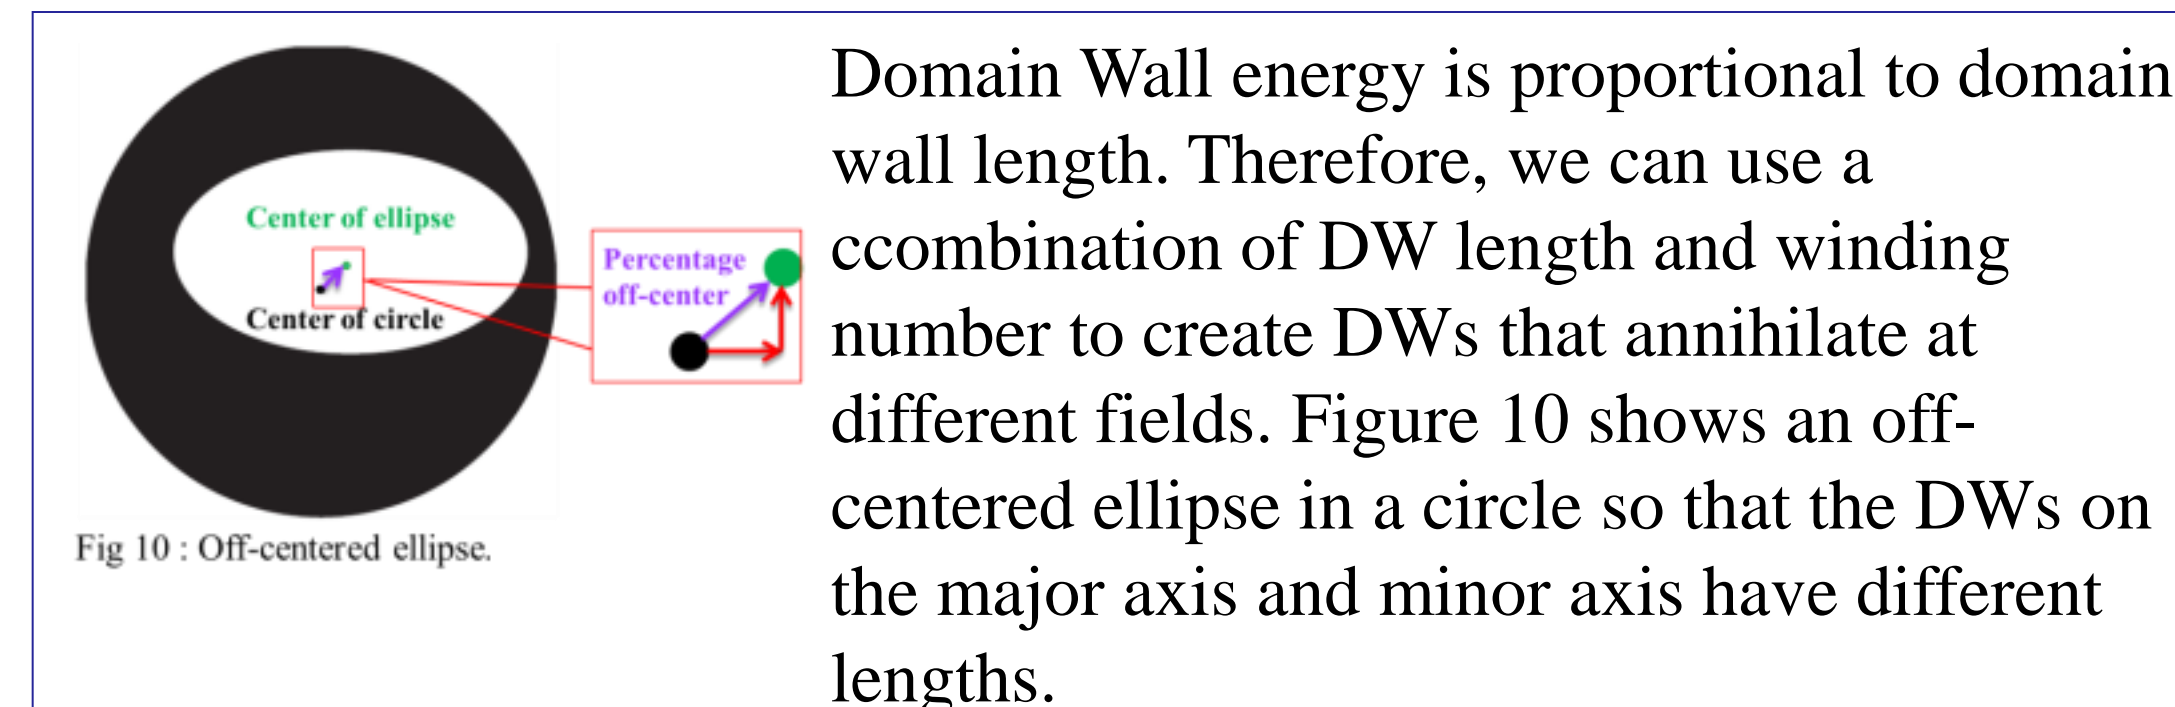 Center of ellipse
Center of circle
Percentage
off-center
Fig 10 : Off-centered ellipse.
Domain Wall energy is proportional to domain
wall length. Therefore, we can use a
ccombination of DW length and winding
number to create DWs that annihilate at
different fields. Figure 10 shows an off-
centered ellipse in a circle so that the DWs on
the major axis and minor axis have different
lengths.